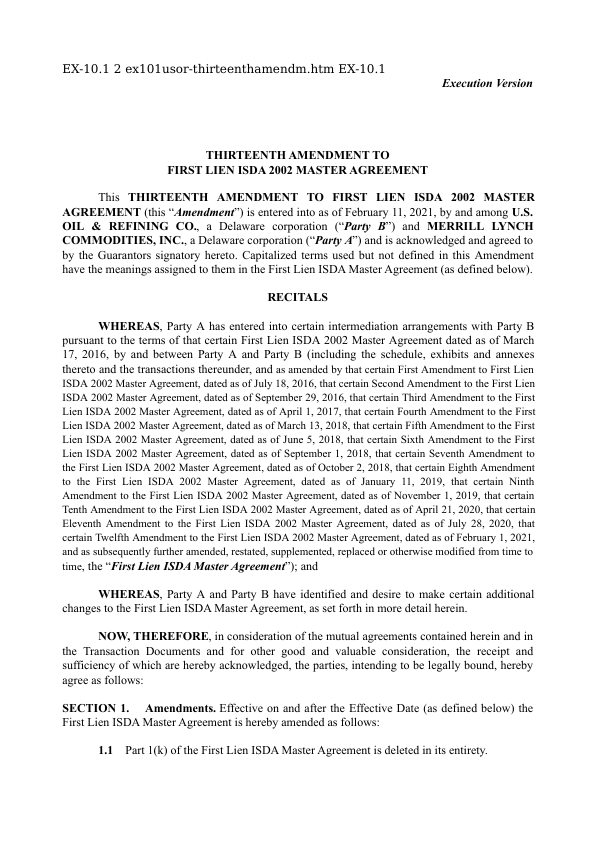 EX-10.1 2 ex101usor-thirteenthamendm.htm EX-10.1
Execution Version
THIRTEENTH AMENDMENT TO
FIRST LIEN ISDA 2002 MASTER AGREEMENT
This THIRTEENTH AMENDMENT TO FIRST LIEN ISDA 2002 MASTER
AGREEMENT (this “Amendment”) is entered into as of February 11, 2021, by and among U.S.
OIL & REFINING CO., a Delaware corporation (“Party B”) and MERRILL LYNCH
COMMODITIES, INC., a Delaware corporation (“Party A”) and is acknowledged and agreed to
by the Guarantors signatory hereto. Capitalized terms used but not defined in this Amendment
have the meanings assigned to them in the First Lien ISDA Master Agreement (as defined below).
RECITALS
WHEREAS, Party A has entered into certain intermediation arrangements with Party B
pursuant to the terms of that certain First Lien ISDA 2002 Master Agreement dated as of March
17, 2016, by and between Party A and Party B (including the schedule, exhibits and annexes
thereto and the transactions thereunder, and as amended by that certain First Amendment to First Lien
ISDA 2002 Master Agreement, dated as of July 18, 2016, that certain Second Amendment to the First Lien
ISDA 2002 Master Agreement, dated as of September 29, 2016, that certain Third Amendment to the First
Lien ISDA 2002 Master Agreement, dated as of April 1, 2017, that certain Fourth Amendment to the First
Lien ISDA 2002 Master Agreement, dated as of March 13, 2018, that certain Fifth Amendment to the First
Lien ISDA 2002 Master Agreement, dated as of June 5, 2018, that certain Sixth Amendment to the First
Lien ISDA 2002 Master Agreement, dated as of September 1, 2018, that certain Seventh Amendment to
the First Lien ISDA 2002 Master Agreement, dated as of October 2, 2018, that certain Eighth Amendment
to the First Lien ISDA 2002 Master Agreement, dated as of January 11, 2019, that certain Ninth
Amendment to the First Lien ISDA 2002 Master Agreement, dated as of November 1, 2019, that certain
Tenth Amendment to the First Lien ISDA 2002 Master Agreement, dated as of April 21, 2020, that certain
Eleventh Amendment to the First Lien ISDA 2002 Master Agreement, dated as of July 28, 2020, that
certain Twelfth Amendment to the First Lien ISDA 2002 Master Agreement, dated as of February 1, 2021,
and as subsequently further amended, restated, supplemented, replaced or otherwise modified from time to
time, the “First Lien ISDA Master Agreement”); and
WHEREAS, Party A and Party B have identified and desire to make certain additional
changes to the First Lien ISDA Master Agreement, as set forth in more detail herein.
NOW, THEREFORE, in consideration of the mutual agreements contained herein and in
the Transaction Documents and for other good and valuable consideration, the receipt and
sufficiency of which are hereby acknowledged, the parties, intending to be legally bound, hereby
agree as follows:
SECTION 1. Amendments. Effective on and after the Effective Date (as defined below) the
First Lien ISDA Master Agreement is hereby amended as follows:
1.1 Part 1(k) of the First Lien ISDA Master Agreement is deleted in its entirety.